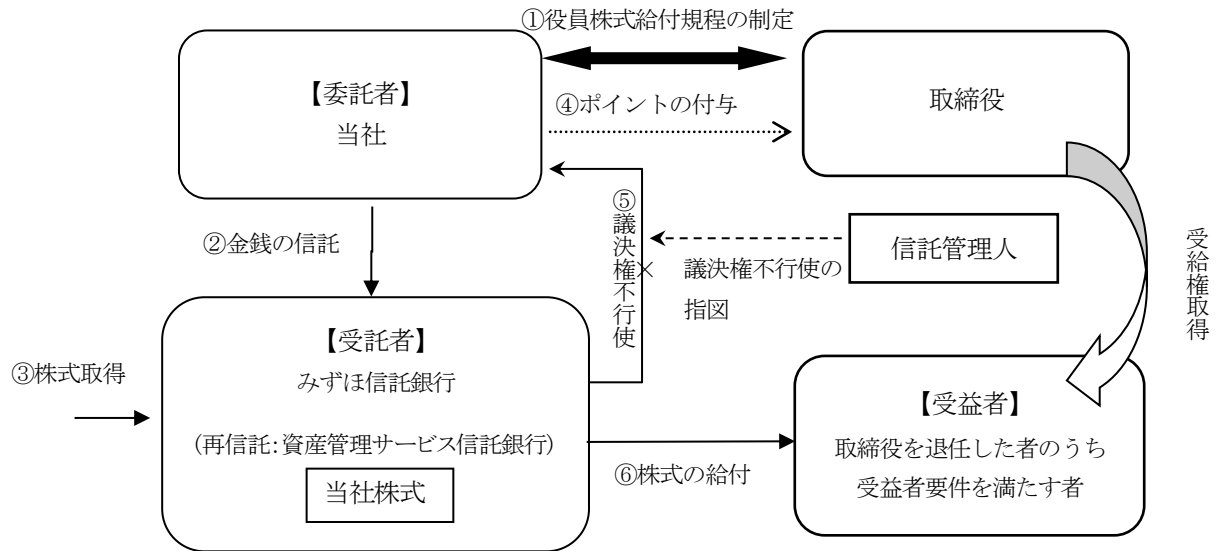 ①役員株式給付規程の制定
【委託者】
当社
④ポイントの付与
取締役
②金銭の信託
⑤議決権不行使
×
議決権不行使の
指図
信託管理人
受給権取得
③株式取得
【受託者】
みずほ信託銀行
(再信託:資産管理サービス信託銀行)
当社株式
⑥株式の給付
【受益者】
取締役を退任した者のうち
受益者要件を満たす者